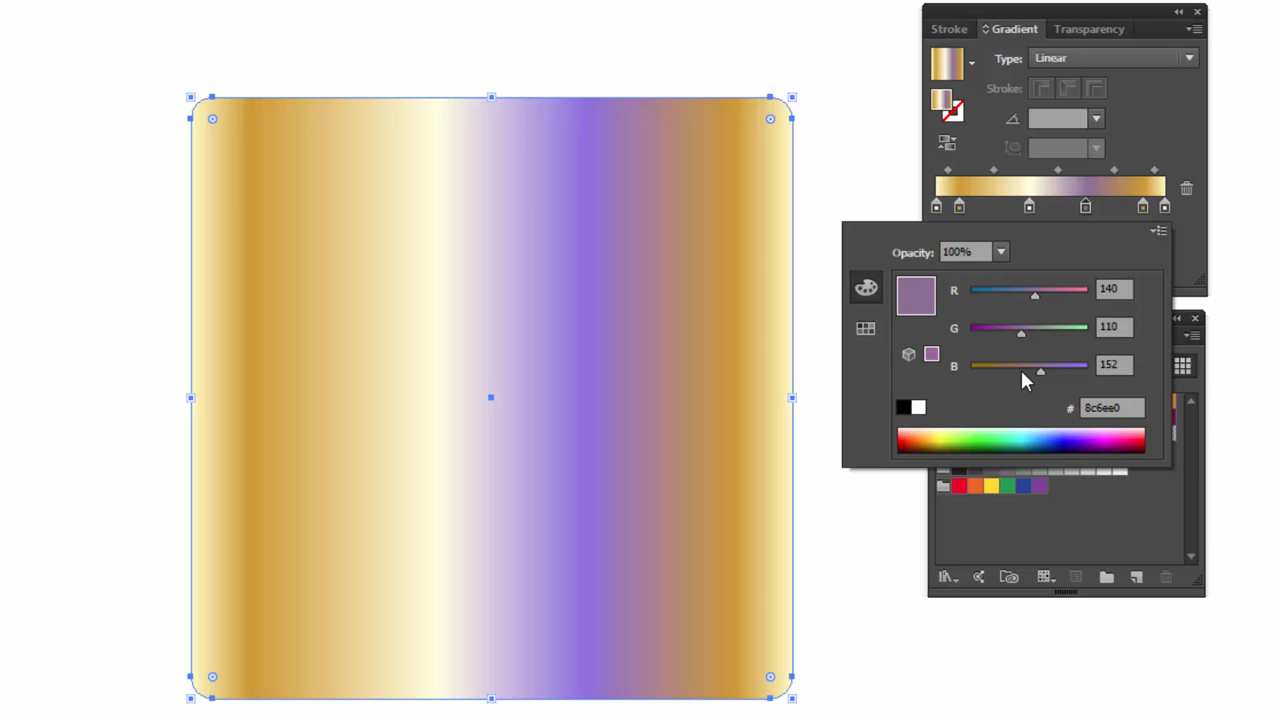 Stroke Gradient Transparency
Type: Linear
Stroke:
Opacity: 100%
R 140
G 110
B 152
# 8c6ee0